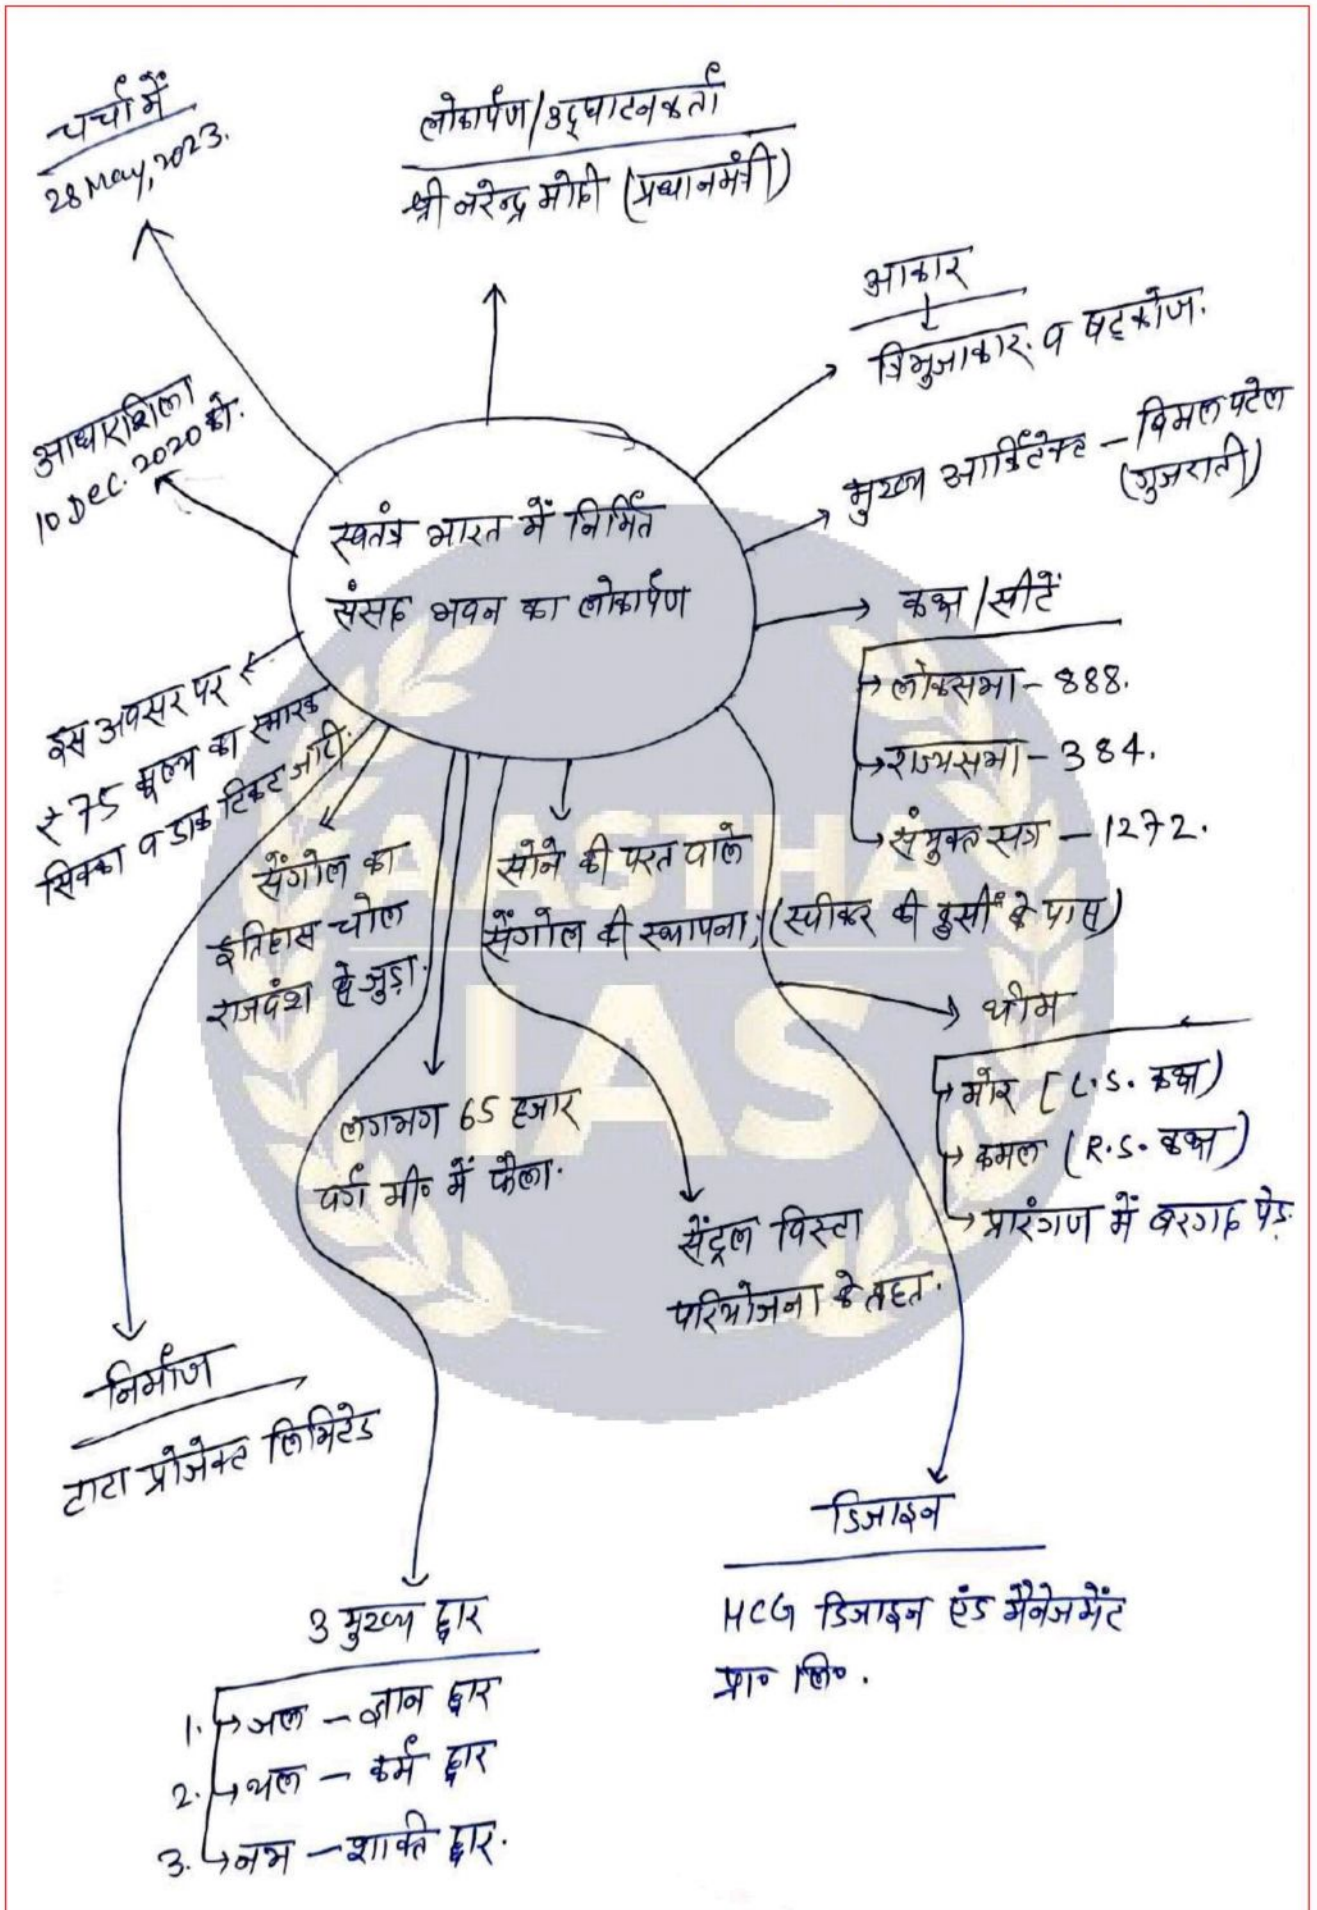 चर्चा में
28 May, 2023.
लोकार्पण/उद्घाटनकर्ता
श्री नरेन्द्र मोदी (प्रधानमंत्री)
आकार
त्रिभुजाकार. व षट्कोण.
मुख्य आर्किटेक्ट – विमल पटेल
(गुजराती)
आधारशिला
10 Dec. 2020 को.
स्वतंत्र भारत में निर्मित
संसद भवन का लोकार्पण
कक्ष/सीटें
लोकसभा – 888.
राज्यसभा – 384.
संयुक्त सत्र – 1272.
इस अवसर पर
₹75 मूल्य का स्मारक
सिक्का व डाक टिकट जारी.
सेंगोल का
इतिहास चोल
राजवंश से जुड़ा.
सोने की परत वाले
सेंगोल की स्थापना; (स्पीकर की कुर्सी के पास)
थीम
मोर (L.S. कक्ष)
कमल (R.S. कक्ष)
प्रारंगण में बरगद पेड़.
लगभग 65 हजार
वर्ग मी० में फैला.
सेंट्रल विस्टा
परियोजना के तहत.
निर्माण
टाटा प्रोजेक्ट लिमिटेड
डिजाइन
HCG डिजाइन एंड मैनेजमेंट
प्रा० लि०.
3 मुख्य द्वार
1. जल – ज्ञान द्वार
2. थल – कर्म द्वार
3. नभ – शक्ति द्वार.
AASTHA
IAS